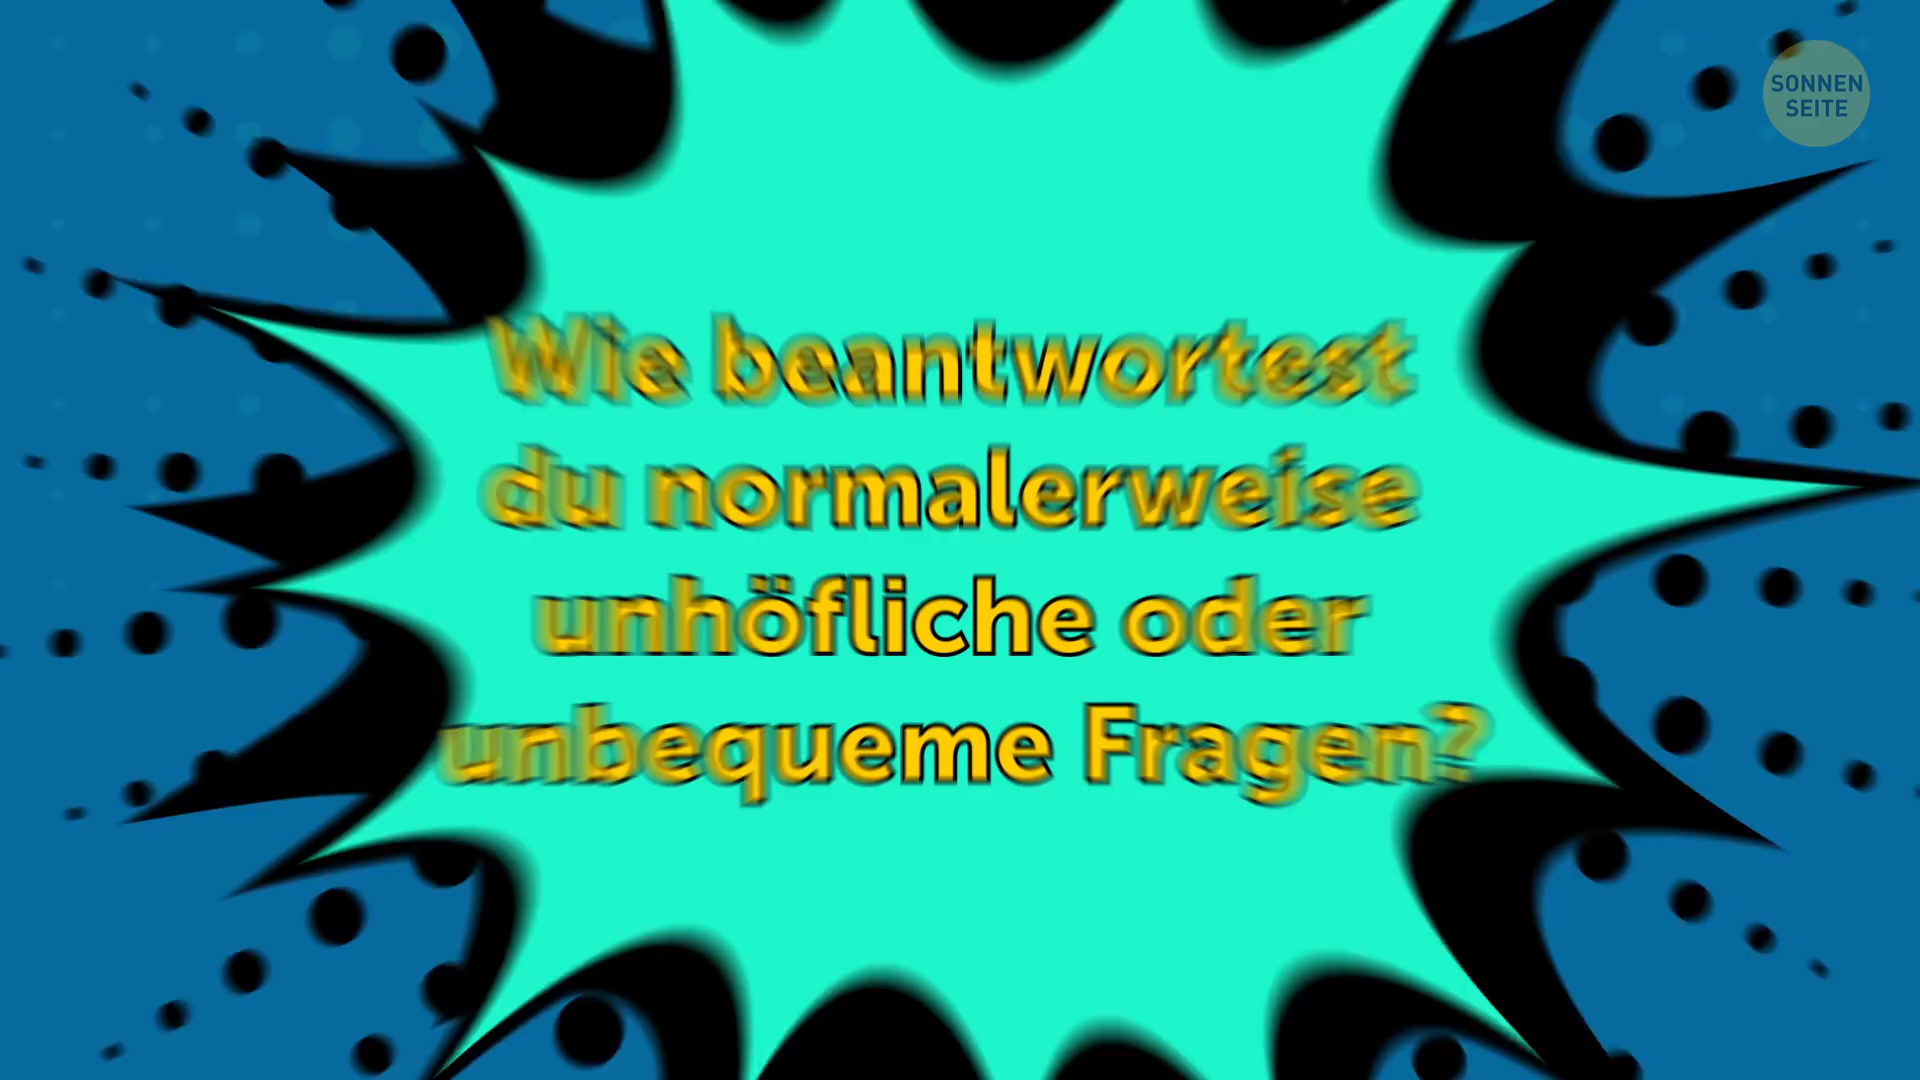 SONNEN
SEITE
Wie beantwortest
du normalerweise
unhöfliche oder
unbequeme Fragen?